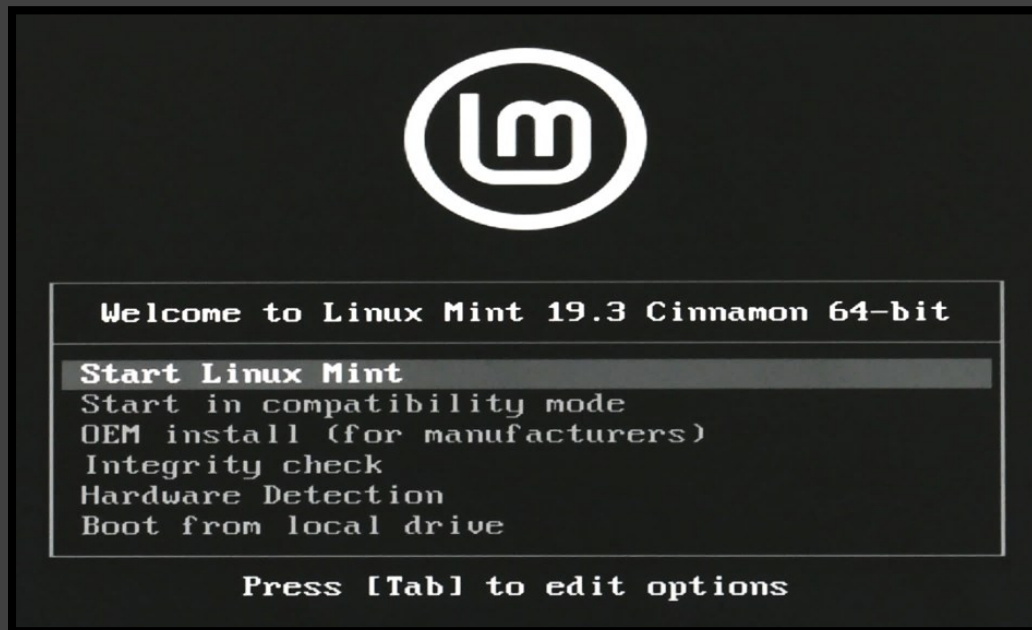 lm
Welcome to Linux Mint 19.3 Cinnamon 64-bit
Start Linux Mint
Start in compatibility mode
OEM install (for manufacturers)
Integrity check
Hardware Detection
Boot from local drive
Press [Tab] to edit options